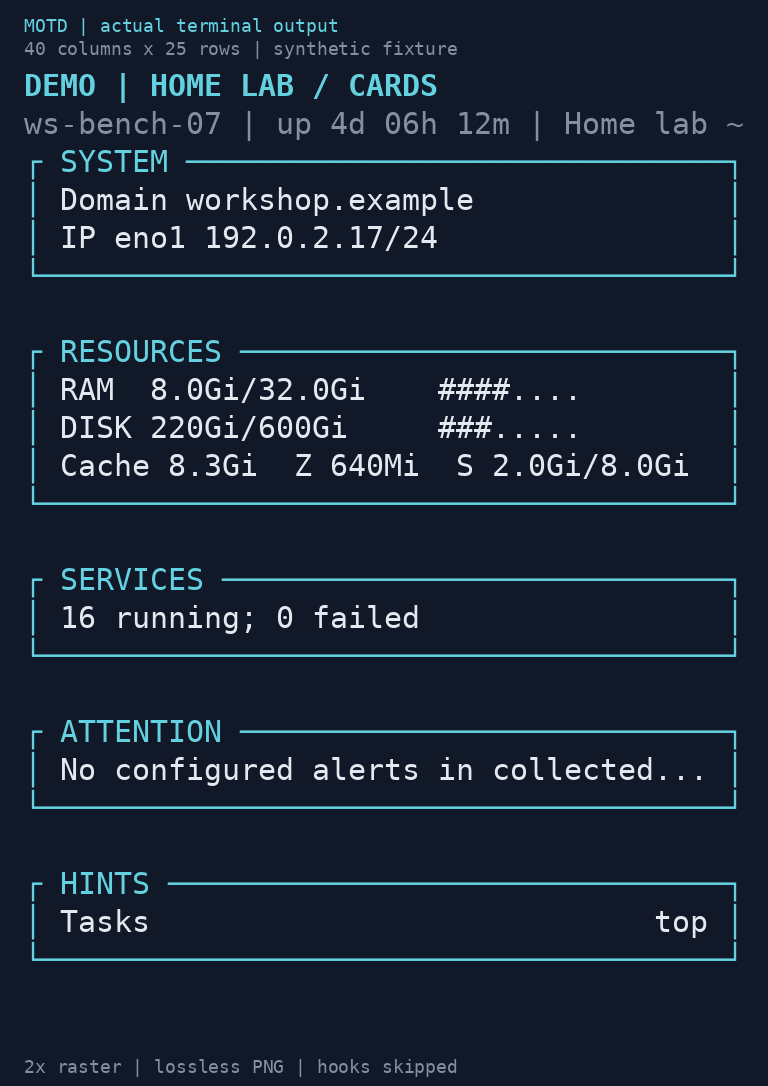 MOTD | actual terminal output
40 columns x 25 rows | synthetic fixture
DEMO | HOME LAB / CARDS
ws-bench-07 | up 4d 06h 12m | Home lab ~
SYSTEM
Domain workshop.example
IP eno1 192.0.2.17/24
RESOURCES
RAM  8.0Gi/32.0Gi    ####....
DISK 220Gi/600Gi     ###.....
Cache 8.3Gi  Z 640Mi  S 2.0Gi/8.0Gi
SERVICES
16 running; 0 failed
ATTENTION
No configured alerts in collected...
HINTS
Tasks                            top
2x raster | lossless PNG | hooks skipped